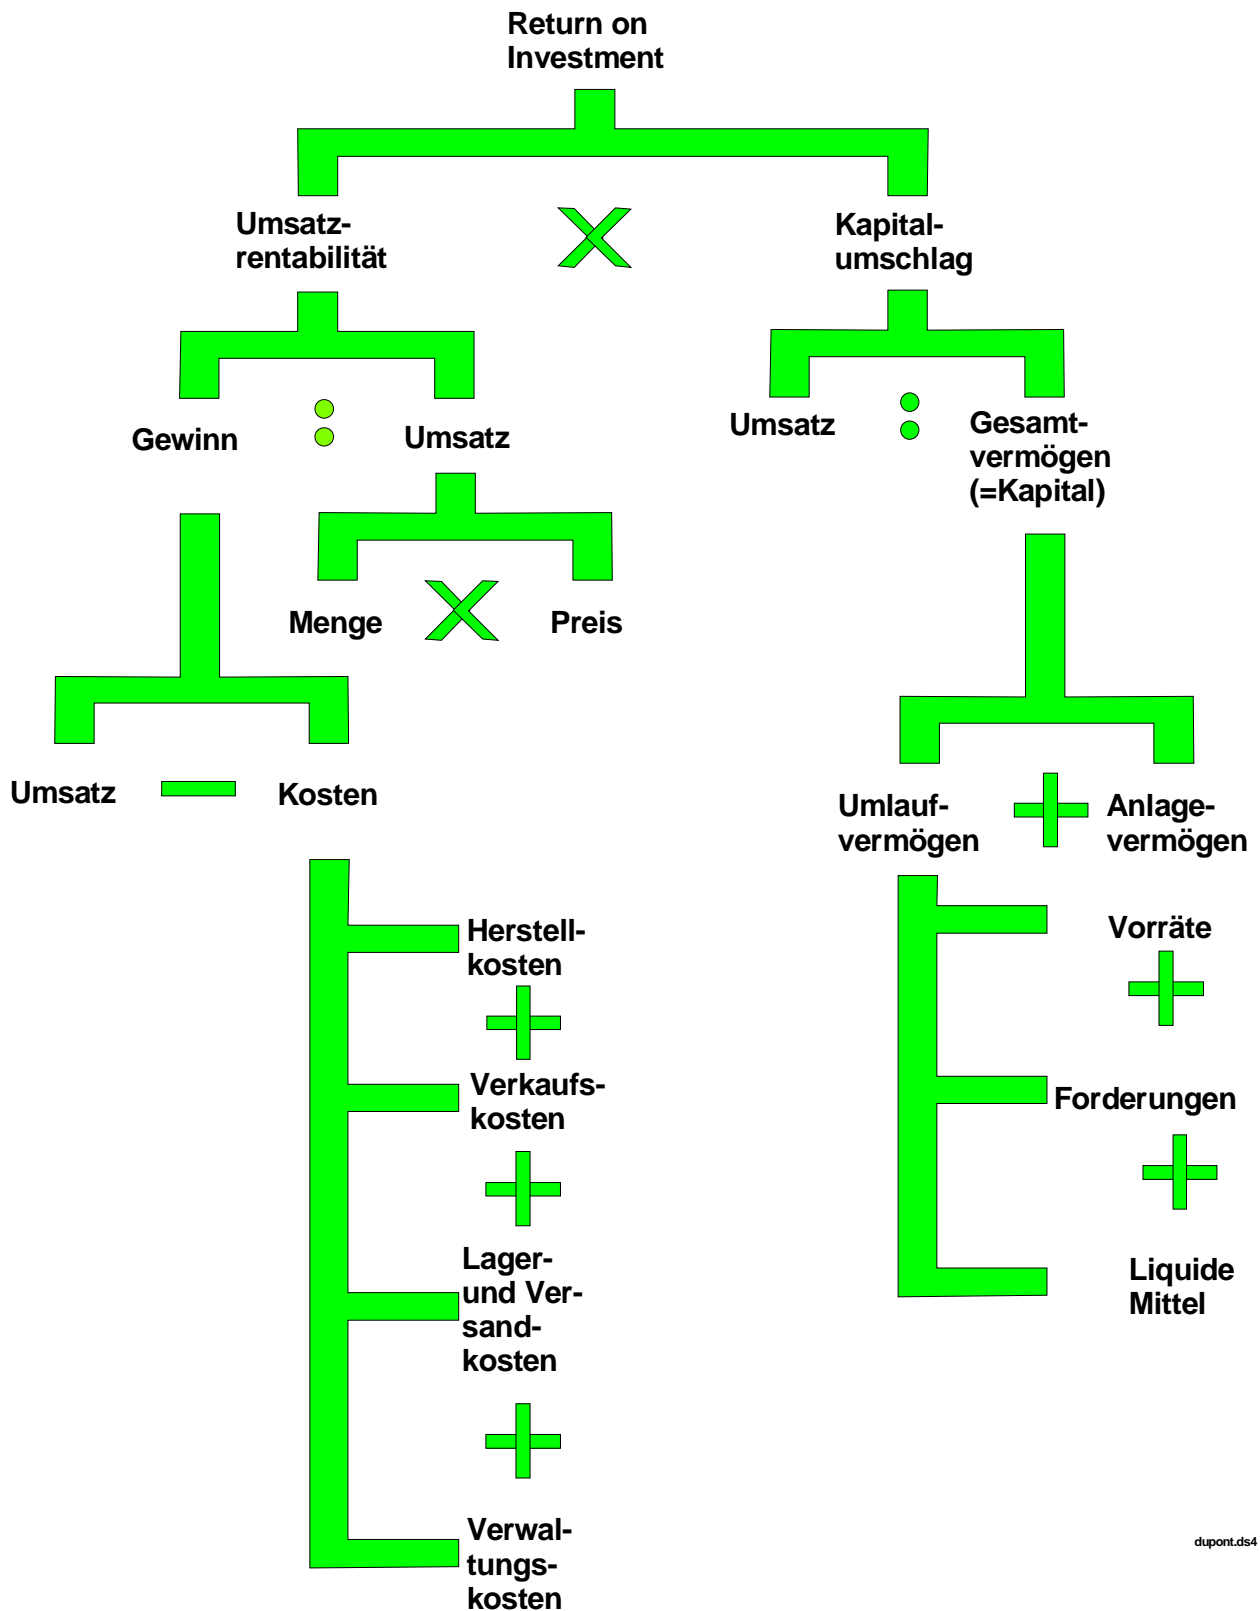 Return on
Investment
Umsatz-
rentabilität
Kapital-
umschlag
Gewinn
Umsatz
Umsatz
Gesamt-
vermögen
(=Kapital)
Menge
Preis
Umsatz
Kosten
Umlauf-
vermögen
Anlage-
vermögen
Herstell-
kosten
Verkaufs-
kosten
Lager-
und Ver-
sand-
kosten
Verwal-
tungs-
kosten
Vorräte
Forderungen
Liquide
Mittel
dupont.ds4